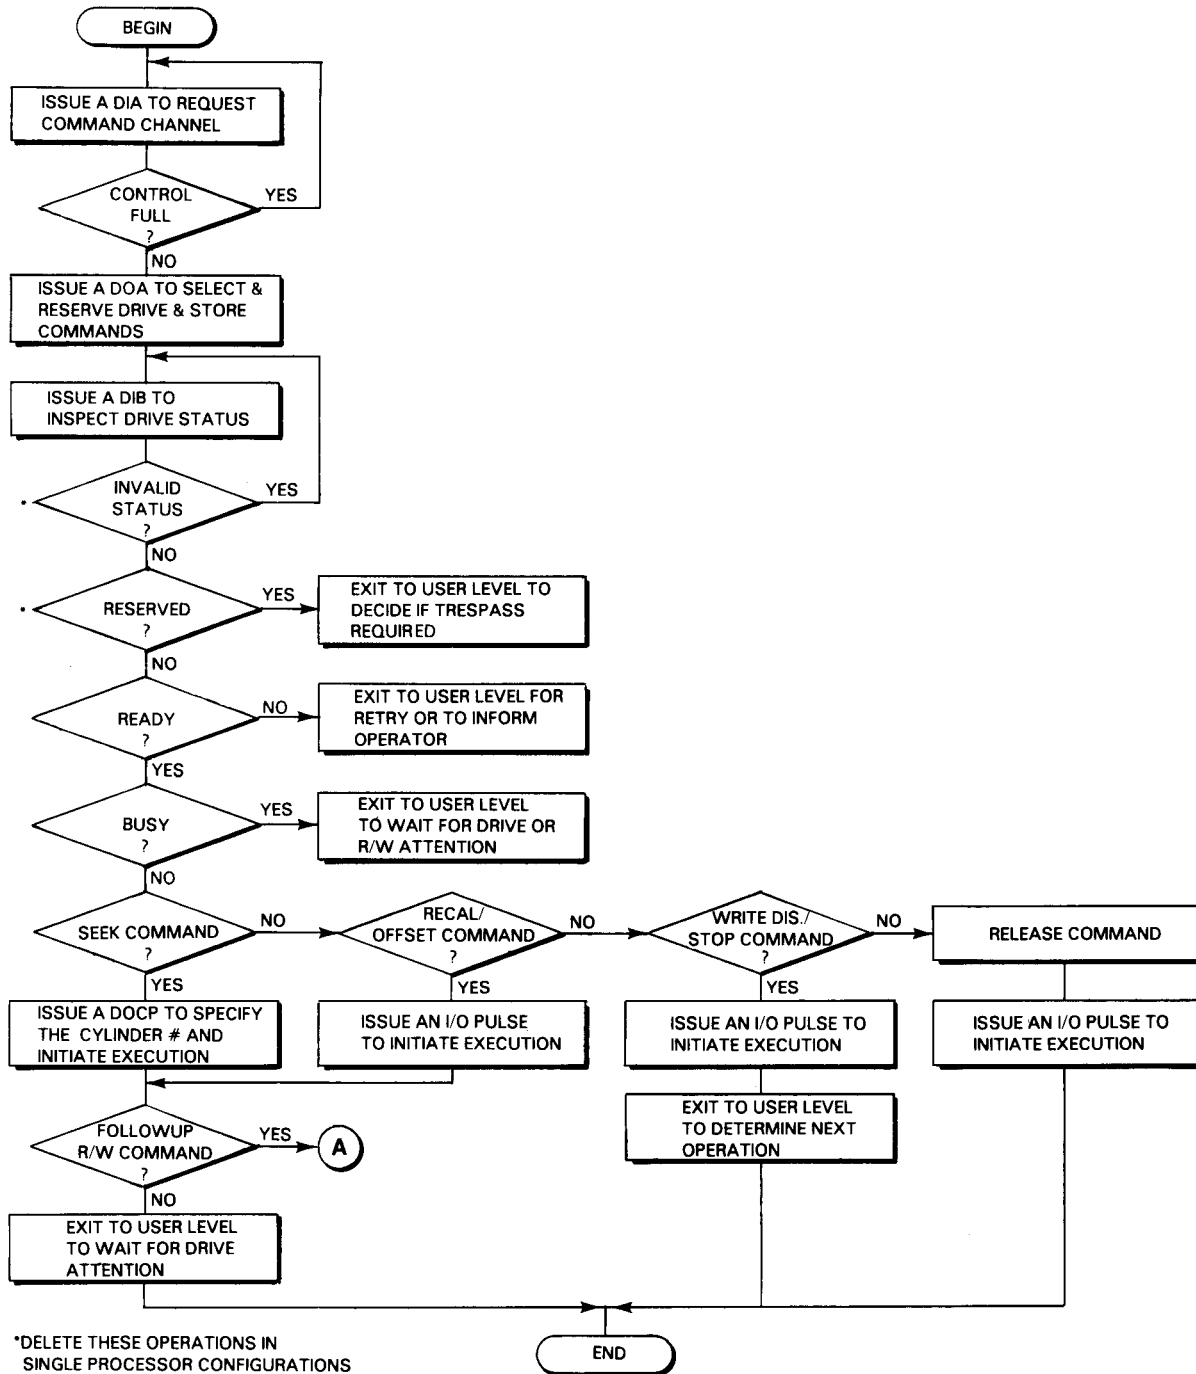 BEGIN
ISSUE A DIA TO REQUEST
COMMAND CHANNEL
CONTROL
FULL
?
YES
NO
ISSUE A DOA TO SELECT &
RESERVE DRIVE & STORE
COMMANDS
ISSUE A DIB TO
INSPECT DRIVE STATUS
* INVALID
STATUS
?
YES
NO
* RESERVED
?
YES
EXIT TO USER LEVEL TO
DECIDE IF TRESPASS
REQUIRED
NO
READY
?
NO
EXIT TO USER LEVEL FOR
RETRY OR TO INFORM
OPERATOR
YES
BUSY
?
YES
EXIT TO USER LEVEL
TO WAIT FOR DRIVE OR
R/W ATTENTION
NO
SEEK COMMAND
?
NO
RECAL/
OFFSET COMMAND
?
NO
WRITE DIS./
STOP COMMAND
?
NO
RELEASE COMMAND
YES
ISSUE A DOCP TO SPECIFY
THE CYLINDER # AND
INITIATE EXECUTION
YES
ISSUE AN I/O PULSE
TO INITIATE EXECUTION
YES
ISSUE AN I/O PULSE TO
INITIATE EXECUTION
ISSUE AN I/O PULSE TO
INITIATE EXECUTION
EXIT TO USER LEVEL
TO DETERMINE NEXT
OPERATION
FOLLOWUP
R/W COMMAND
?
YES
A
NO
EXIT TO USER LEVEL
TO WAIT FOR DRIVE
ATTENTION
END
*DELETE THESE OPERATIONS IN
SINGLE PROCESSOR CONFIGURATIONS